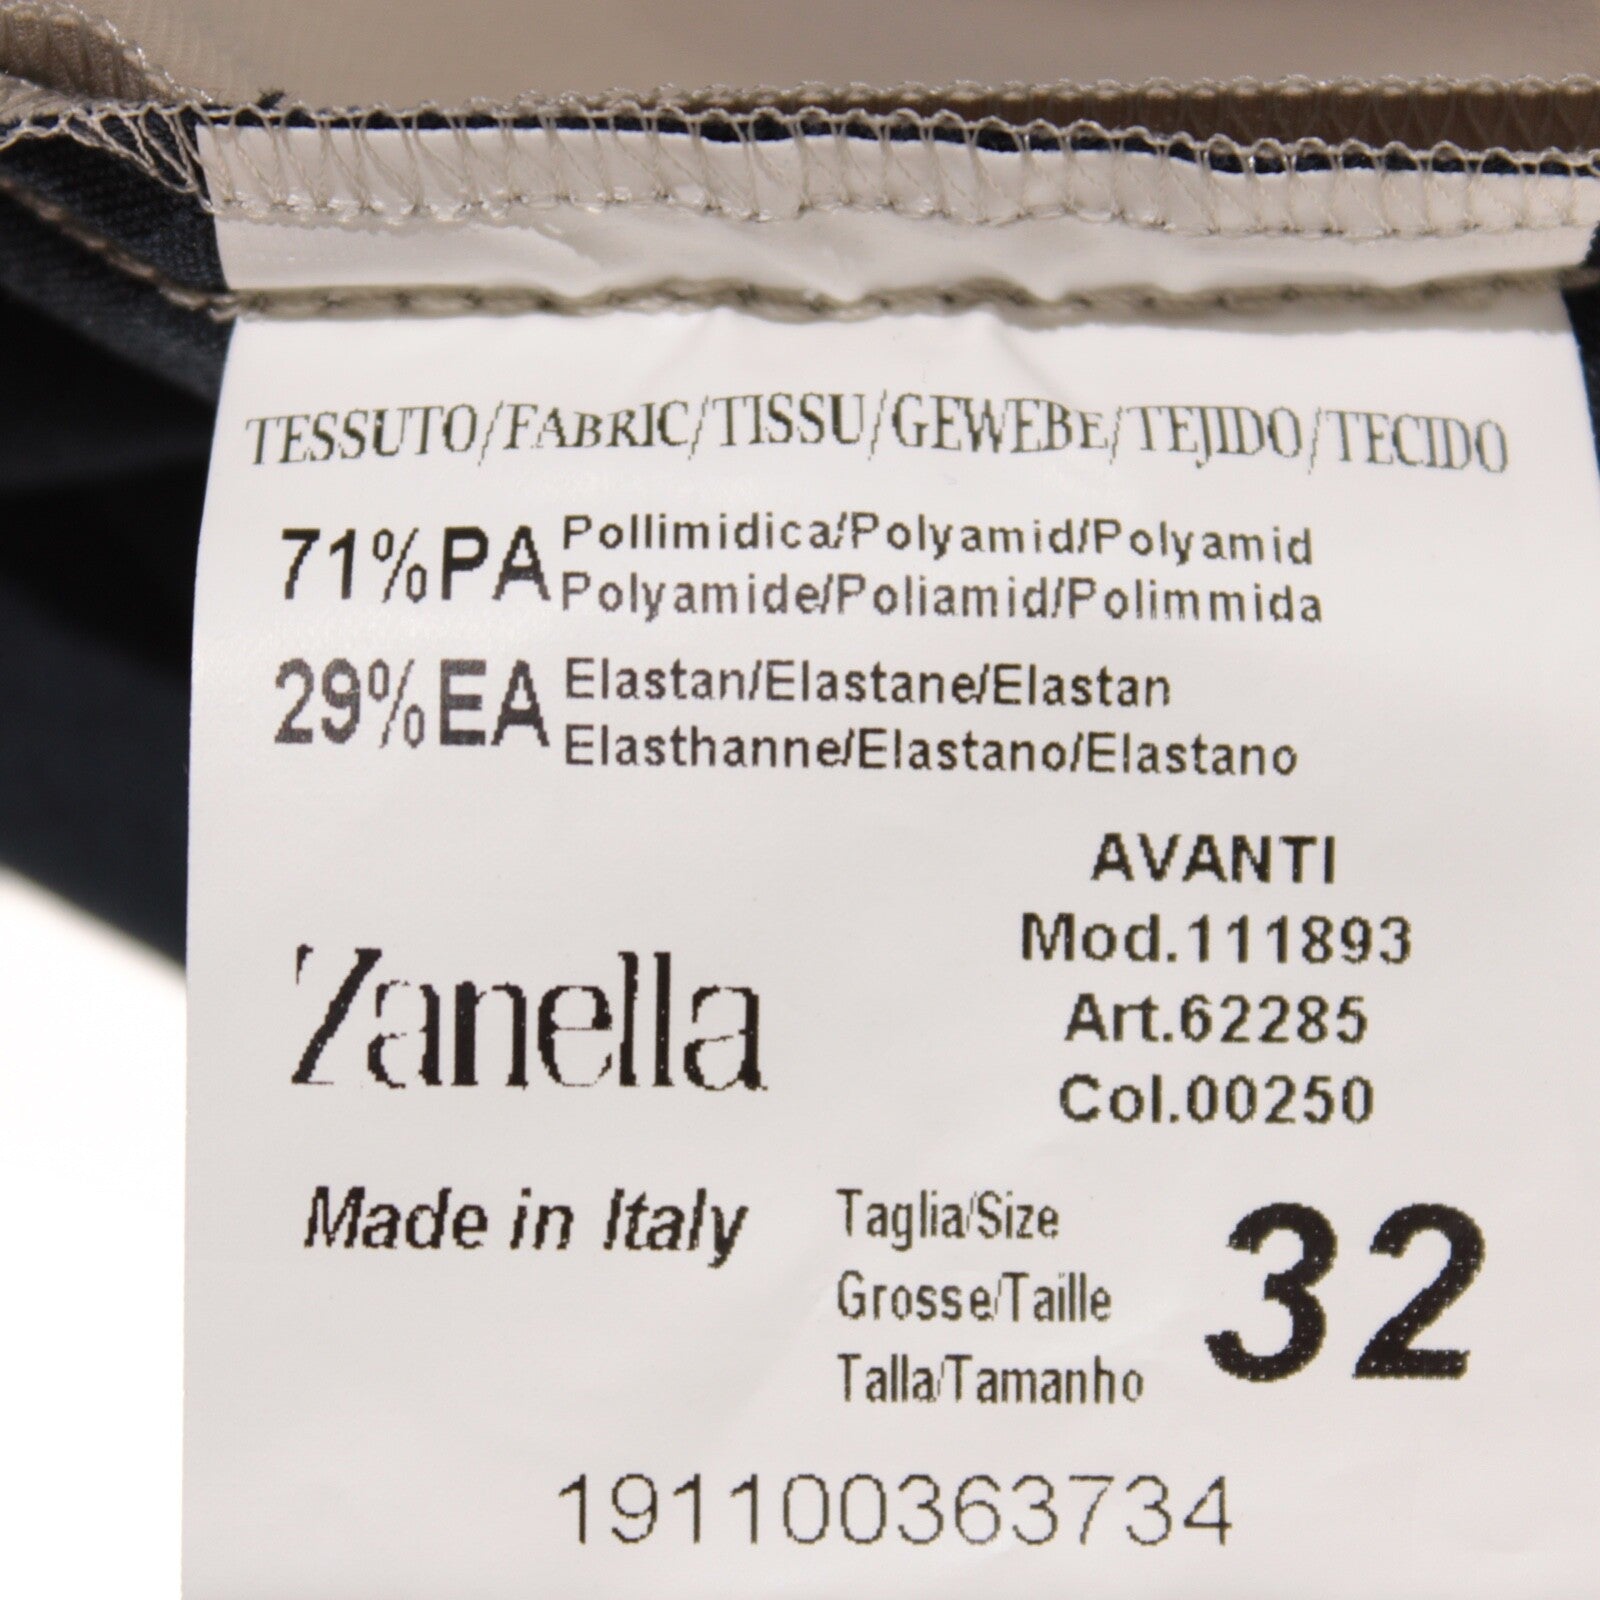 TESSUTO/FABRIC/TISSU/GEWEBE/TEJIDO/TECIDO
71%PA Pollimidica/Polyamid/Polyamid
Polyamide/Poliamid/Polimmida
29%EA Elastan/Elastane/Elastan
Elasthanne/Elastano/Elastano
AVANTI
Mod.111893
Art.62285
Col.00250
Zanella
Made in Italy
Taglia/Size
Grosse/Taille
Talla/Tamanho
32
191100363734